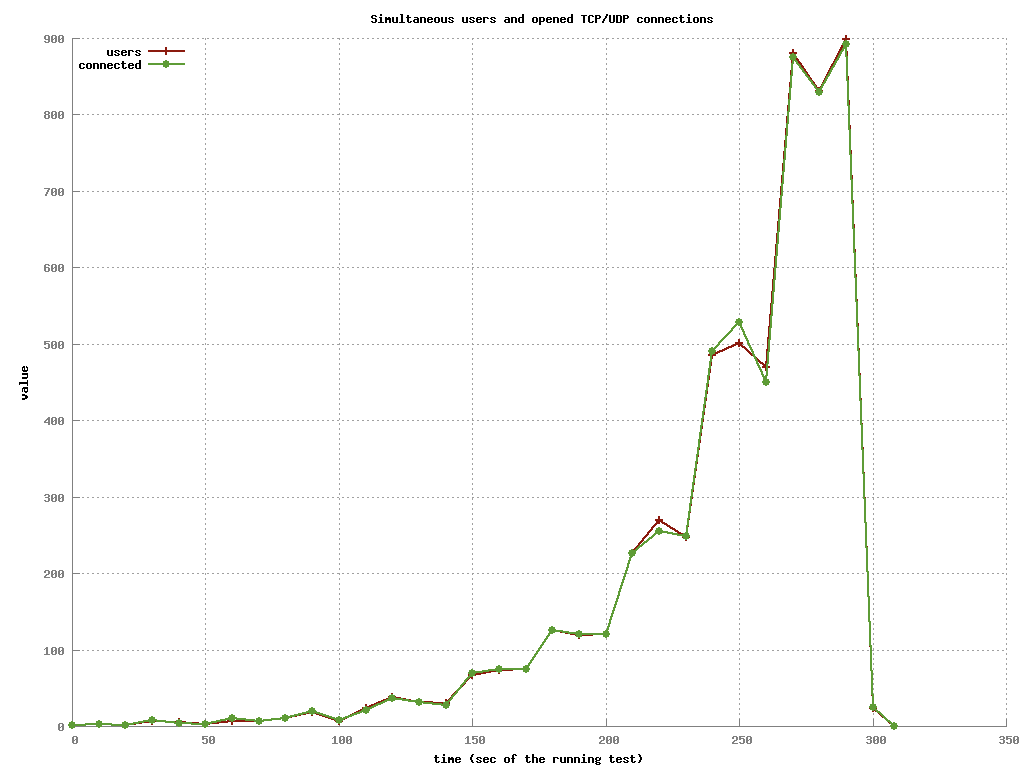 Simultaneous users and opened TCP/UDP connections
users
connected
900
800
700
600
500
400
300
200
100
0
value
0 50 100 150 200 250 300 350
time (sec of the running test)